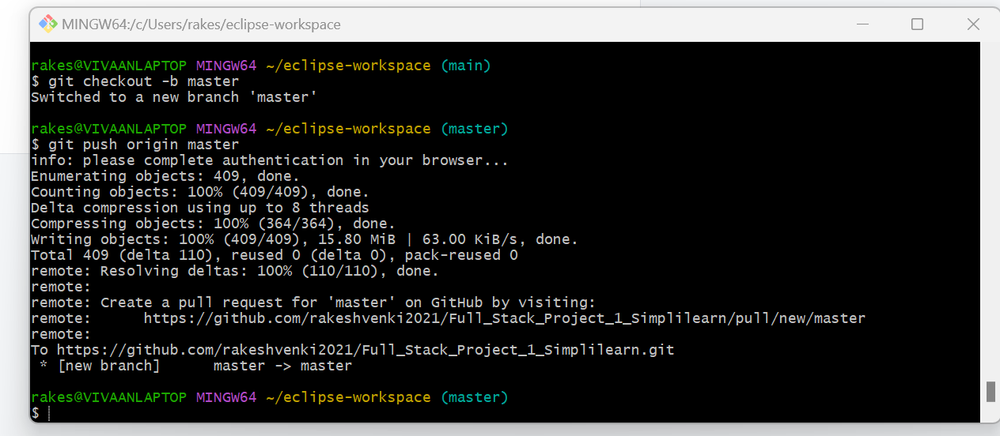 MINGW64:/c/Users/rakes/eclipse-workspace
rakes@VIVAANLAPTOP MINGW64 ~/eclipse-workspace (main)
$ git checkout -b master
Switched to a new branch 'master'
rakes@VIVAANLAPTOP MINGW64 ~/eclipse-workspace (master)
$ git push origin master
info: please complete authentication in your browser...
Enumerating objects: 409, done.
Counting objects: 100% (409/409), done.
Delta compression using up to 8 threads
Compressing objects: 100% (364/364), done.
Writing objects: 100% (409/409), 15.80 MiB | 63.00 KiB/s, done.
Total 409 (delta 110), reused 0 (delta 0), pack-reused 0
remote: Resolving deltas: 100% (110/110), done.
remote:
remote: Create a pull request for 'master' on GitHub by visiting:
remote:      https://github.com/rakeshvenki2021/Full_Stack_Project_1_Simplilearn/pull/new/master
remote:
To https://github.com/rakeshvenki2021/Full_Stack_Project_1_Simplilearn.git
 * [new branch]      master -> master
rakes@VIVAANLAPTOP MINGW64 ~/eclipse-workspace (master)
$